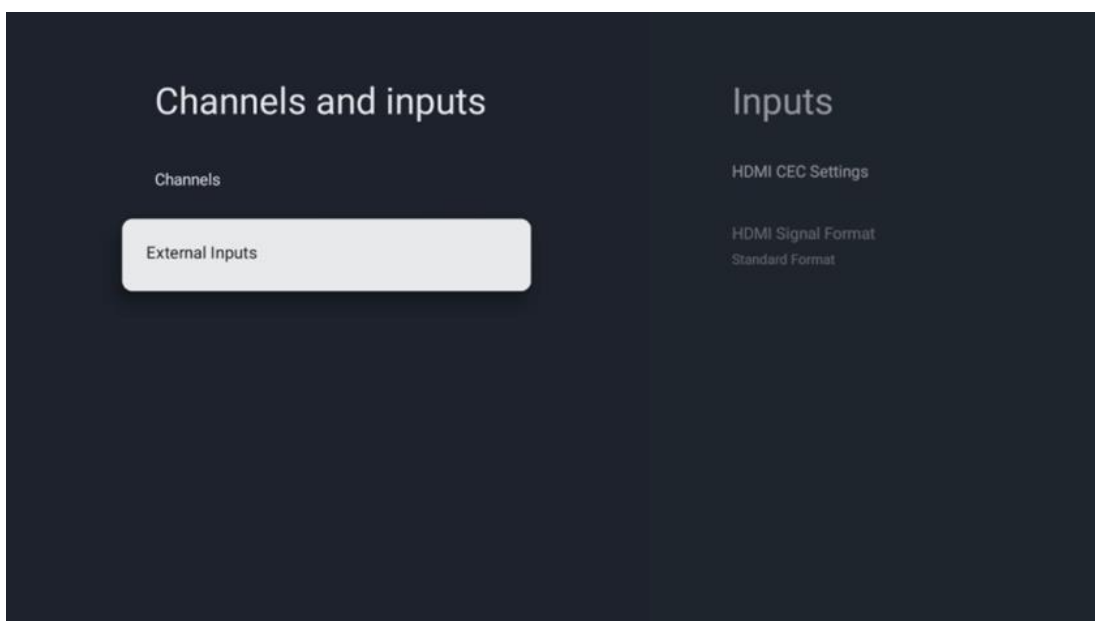 Channels and inputs
Channels
External Inputs
Inputs
HDMI CEC Settings
HDMI Signal Format
Standard Format